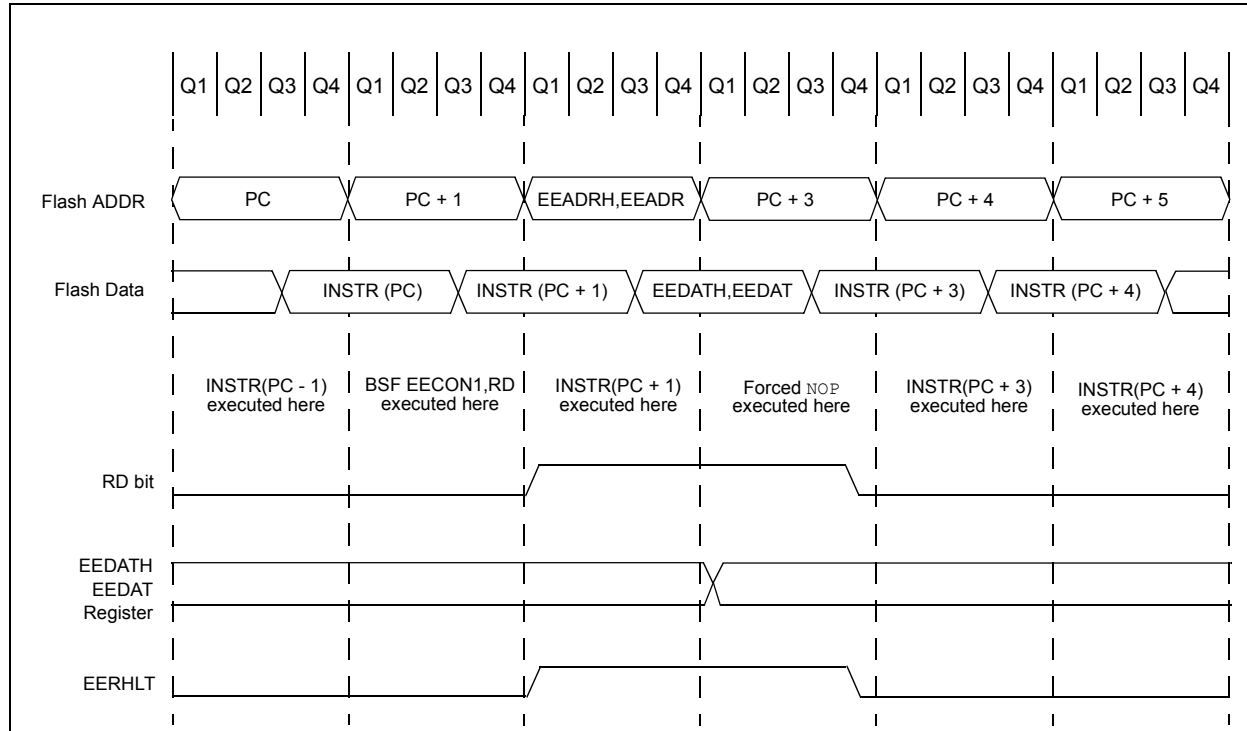 Q1 Q2 Q3 Q4 Q1 Q2 Q3 Q4 Q1 Q2 Q3 Q4 Q1 Q2 Q3 Q4 Q1 Q2 Q3 Q4 Q1 Q2 Q3 Q4
Flash ADDR PC PC + 1 EEADRH,EEADR PC + 3 PC + 4 PC + 5
Flash Data INSTR (PC) INSTR (PC + 1) EEDATH,EEDAT INSTR (PC + 3) INSTR (PC + 4)
INSTR(PC - 1)
executed here
BSF EECON1,RD
executed here
INSTR(PC + 1)
executed here
Forced NOP
executed here
INSTR(PC + 3)
executed here
INSTR(PC + 4)
executed here
RD bit
EEDATH
EEDAT
Register
EERHLT